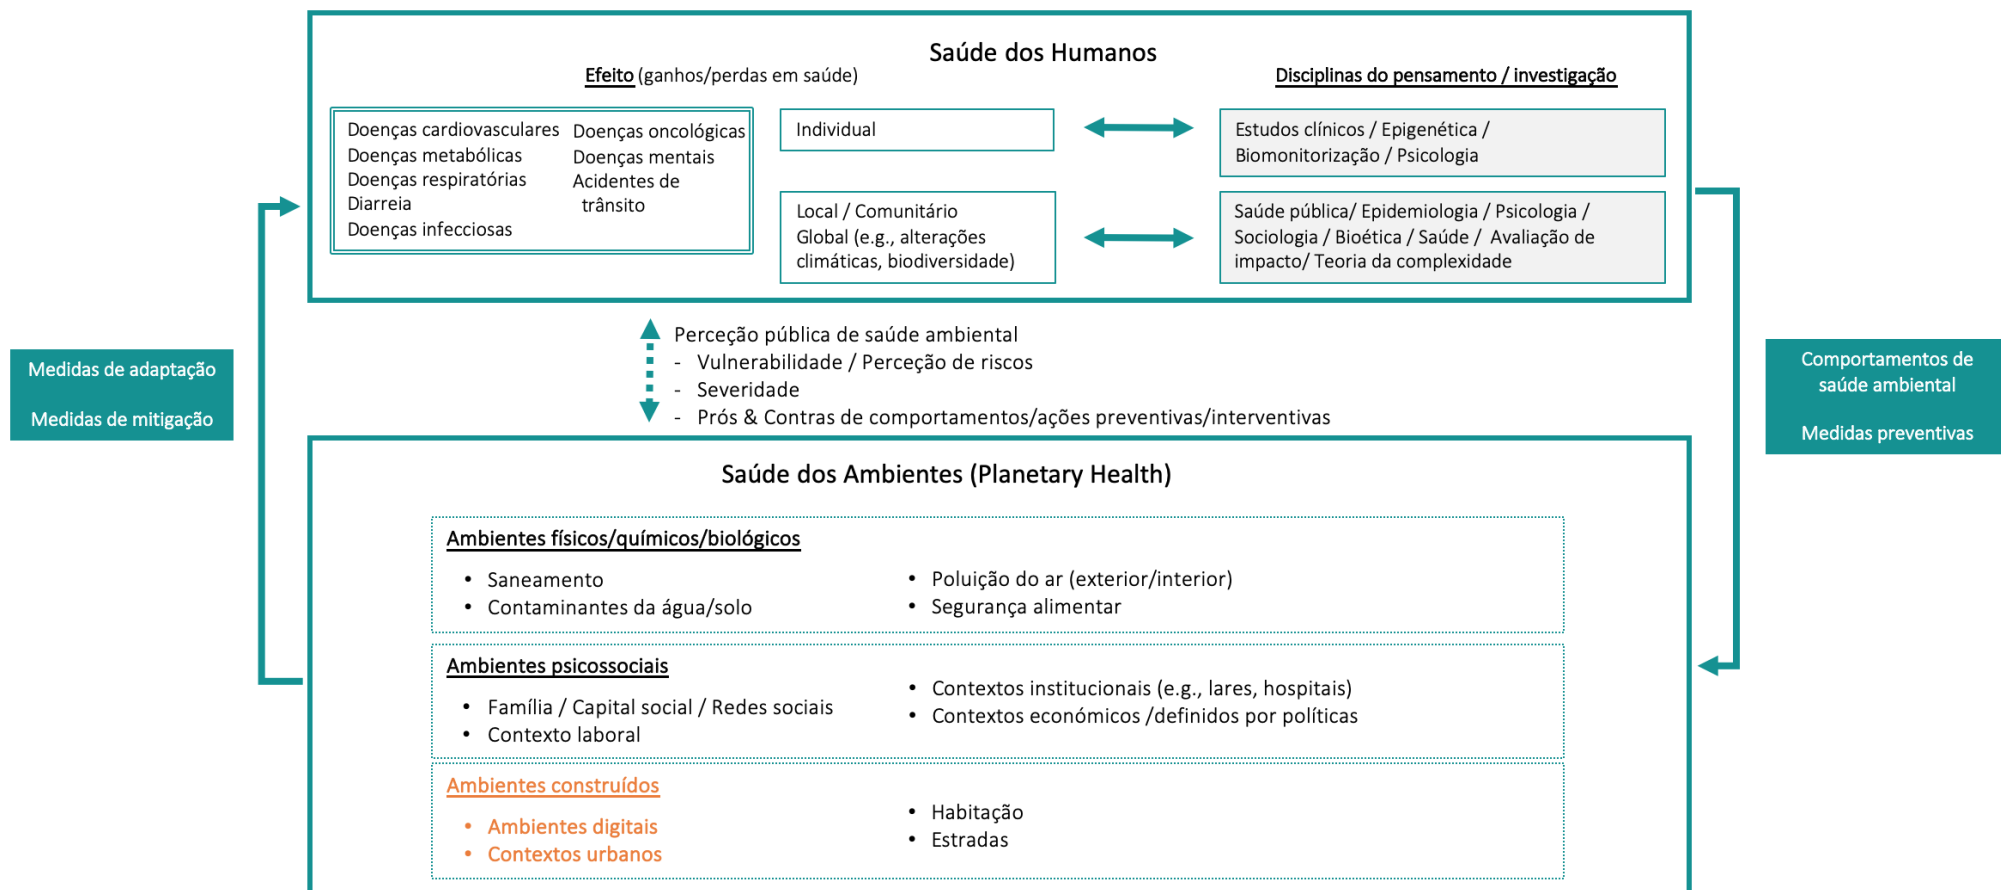 Saúde dos Humanos
Efeito (ganhos/perdas em saúde)
Disciplinas do pensamento / investigação
Doenças cardiovasculares
Doenças metabólicas
Doenças respiratórias
Diarreia
Doenças infecciosas
Doenças oncológicas
Doenças mentais
Acidentes de
trânsito
Individual
Estudos clínicos / Epigenética /
Biomonitorização / Psicologia
Local / Comunitário
Global (e.g., alterações
climáticas, biodiversidade)
Saúde pública/ Epidemiologia / Psicologia /
Sociologia / Bioética / Saúde / Avaliação de
impacto/ Teoria da complexidade
Medidas de adaptação
Medidas de mitigação
Perceção pública de saúde ambiental
- Vulnerabilidade / Perceção de riscos
- Severidade
- Prós & Contras de comportamentos/ações preventivas/interventivas
Comportamentos de
saúde ambiental
Medidas preventivas
Saúde dos Ambientes (Planetary Health)
Ambientes físicos/químicos/biológicos
• Saneamento
• Contaminantes da água/solo
• Poluição do ar (exterior/interior)
• Segurança alimentar
Ambientes psicossociais
• Família / Capital social / Redes sociais
• Contexto laboral
• Contextos institucionais (e.g., lares, hospitais)
• Contextos económicos /definidos por políticas
Ambientes construídos
• Ambientes digitais
• Contextos urbanos
• Habitação
• Estradas